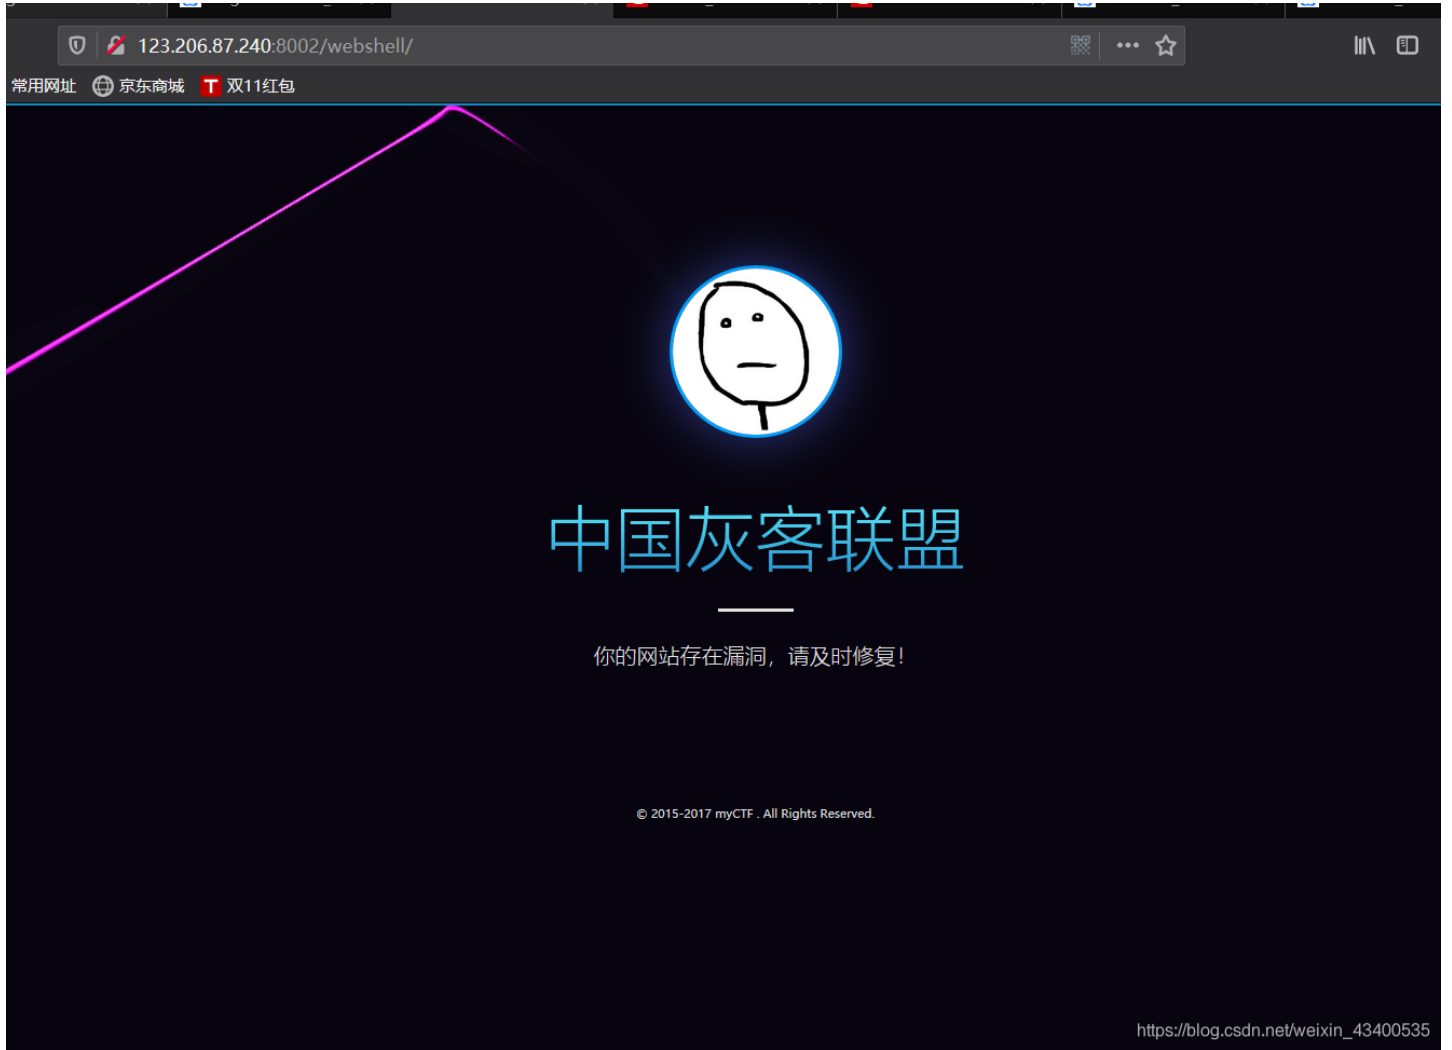 123.206.87.240:8002/webshell/
常用网址 京东商城 T 双11红包
中国灰客联盟
你的网站存在漏洞，请及时修复！
© 2015-2017 myCTF . All Rights Reserved.
https://blog.csdn.net/weixin_43400535